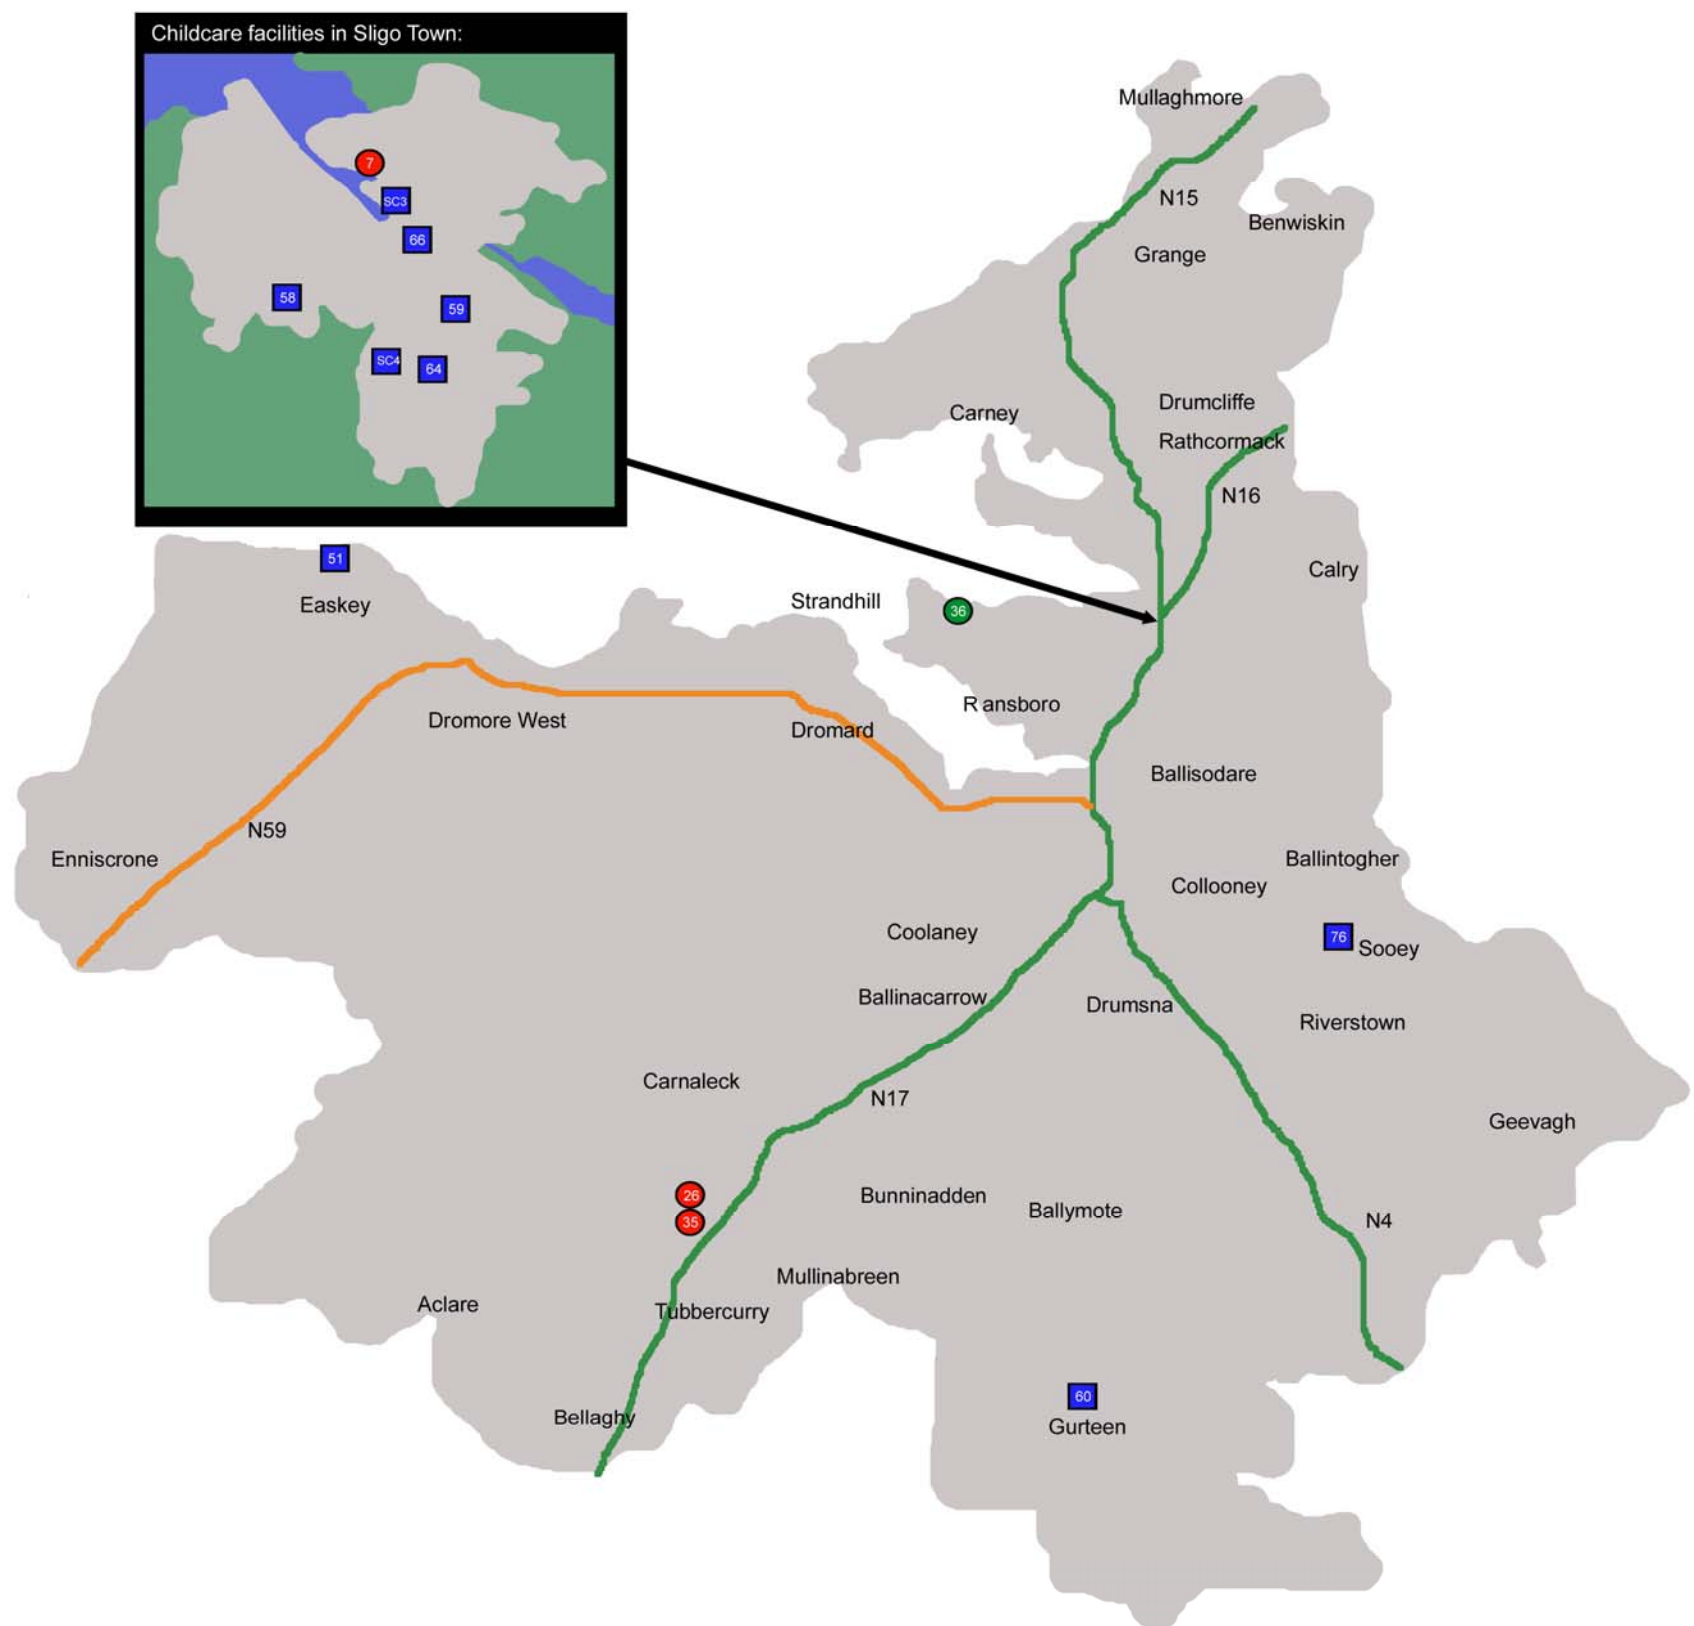 Childcare facilities in Sligo Town:
7
SC3
66
58
59
SC4
64
Mullaghmore
N15
Benwiskin
Grange
Drumcliffe
Carney
Rathcormack
N16
51
Calry
Easkey
Strandhill
36
Ransboro
Dromore West
Dromard
Ballisodare
N59
Enniscrone
Ballintogher
Collooney
Coolaney
76
Sooey
Ballinacarrow
Drumsna
Riverstown
Carnaleck
N17
Geevagh
26
Bunninadden
Ballymote
35
N4
Mullinabreen
Aclare
Tubbercurry
60
Bellaghy
Gurteen